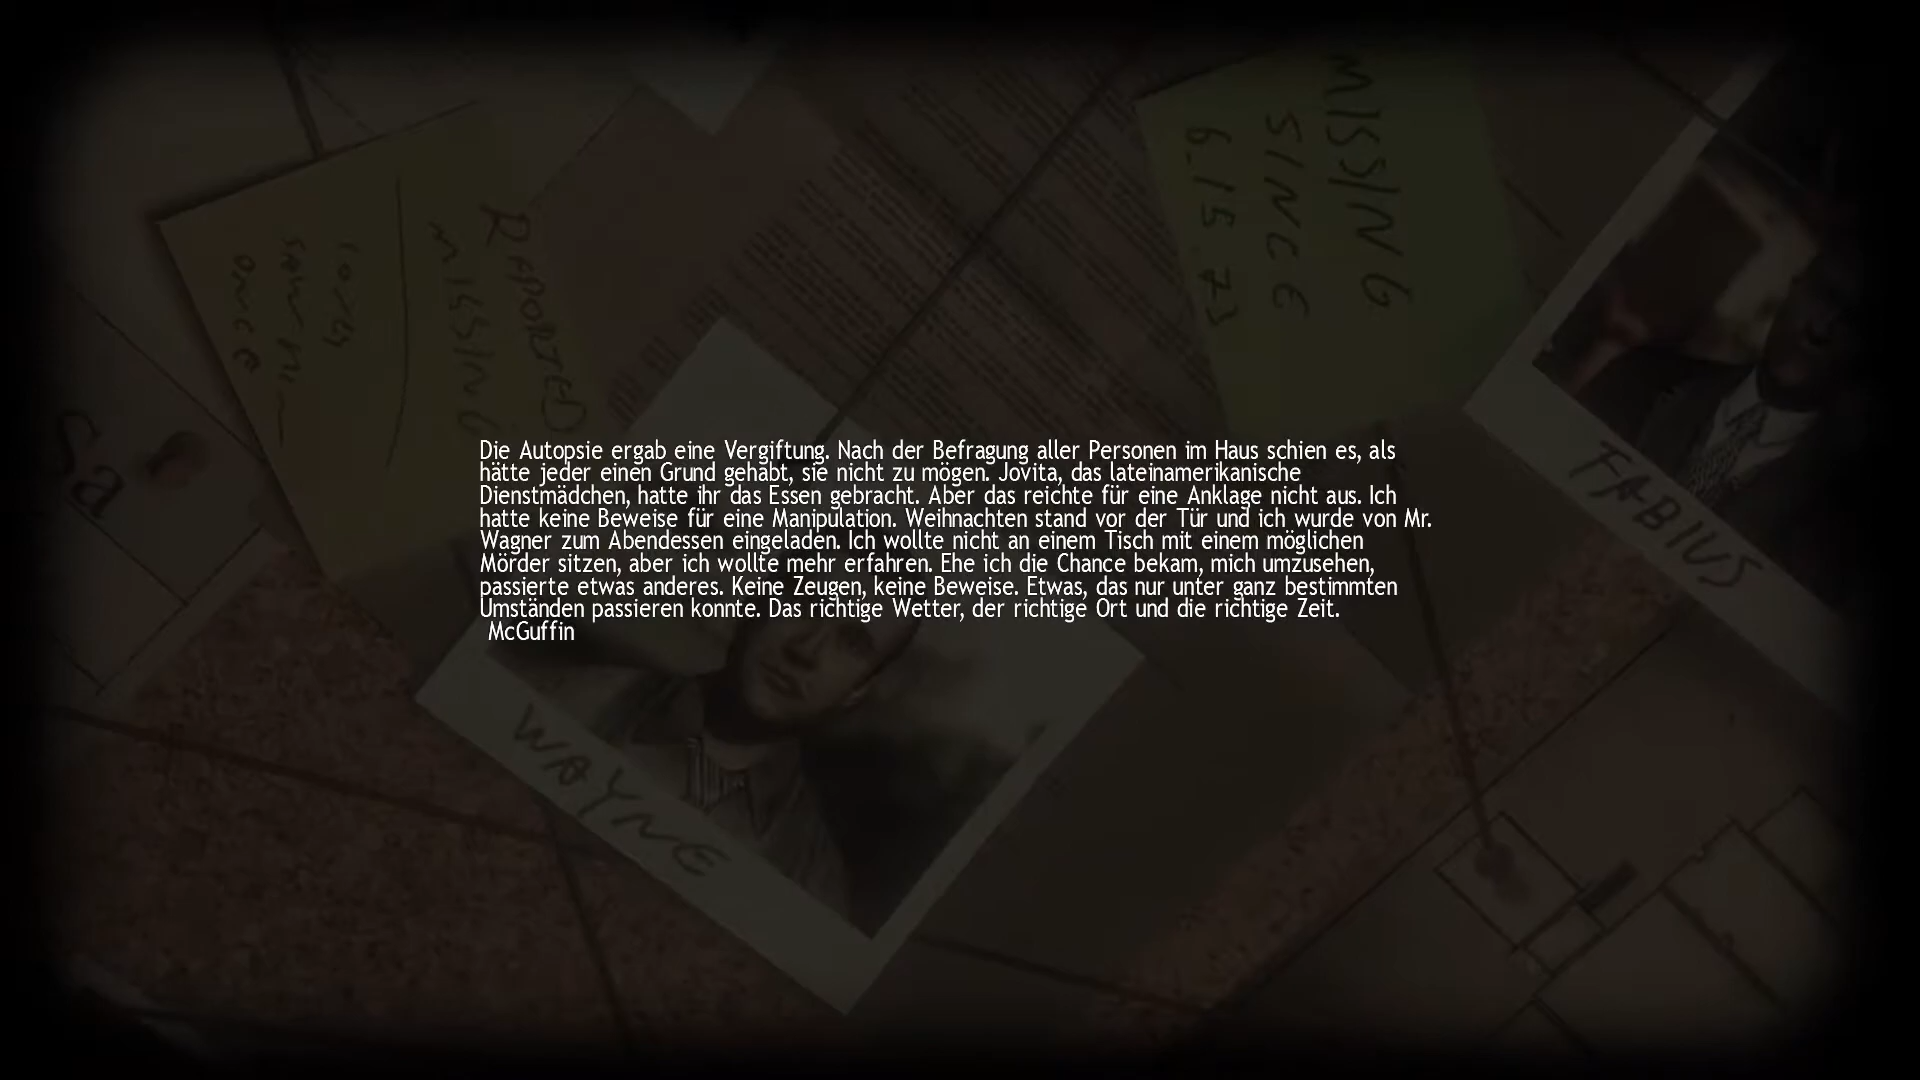 MISSING
SINCE
6.15.73
RAPORTED
MISSING
ONCE
Sa
FABIUS
Die Autopsie ergab eine Vergiftung. Nach der Befragung aller Personen im Haus schien es, als
hätte jeder einen Grund gehabt, sie nicht zu mögen. Jovita, das lateinamerikanische
Dienstmädchen, hatte ihr das Essen gebracht. Aber das reichte für eine Anklage nicht aus. Ich
hatte keine Beweise für eine Manipulation. Weihnachten stand vor der Tür und ich wurde von Mr.
Wagner zum Abendessen eingeladen. Ich wollte nicht an einem Tisch mit einem möglichen
Mörder sitzen, aber ich wollte mehr erfahren. Ehe ich die Chance bekam, mich umzusehen,
passierte etwas anderes. Keine Zeugen, keine Beweise. Etwas, das nur unter ganz bestimmten
Umständen passieren konnte. Das richtige Wetter, der richtige Ort und die richtige Zeit.
McGuffin
WAYNE